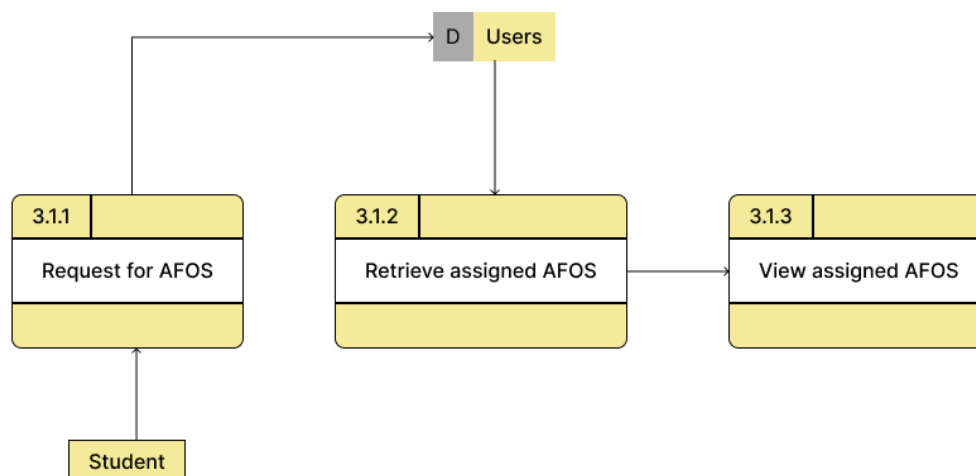 D Users
3.1.1
Request for AFOS
3.1.2
Retrieve assigned AFOS
3.1.3
View assigned AFOS
Student